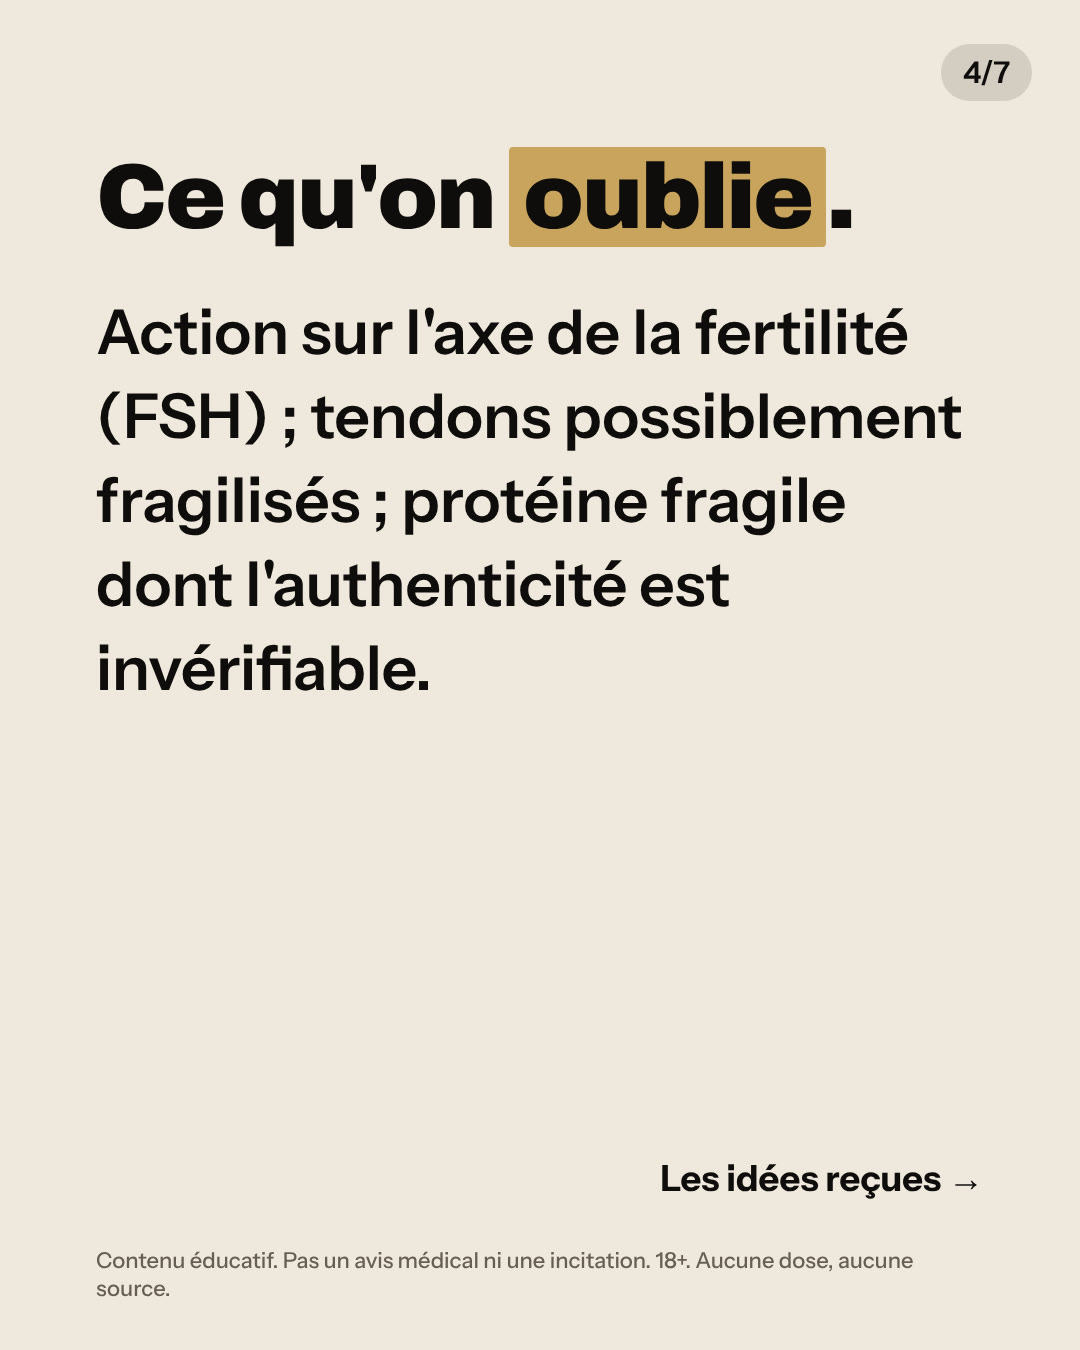 4/7
Ce qu'on oublie.
Action sur l'axe de la fertilité
(FSH) ; tendons possiblement
fragilisés ; protéine fragile
dont l'authenticité est
invérifiable.
Les idées reçues →
Contenu éducatif. Pas un avis médical ni une incitation. 18+. Aucune dose, aucune
source.